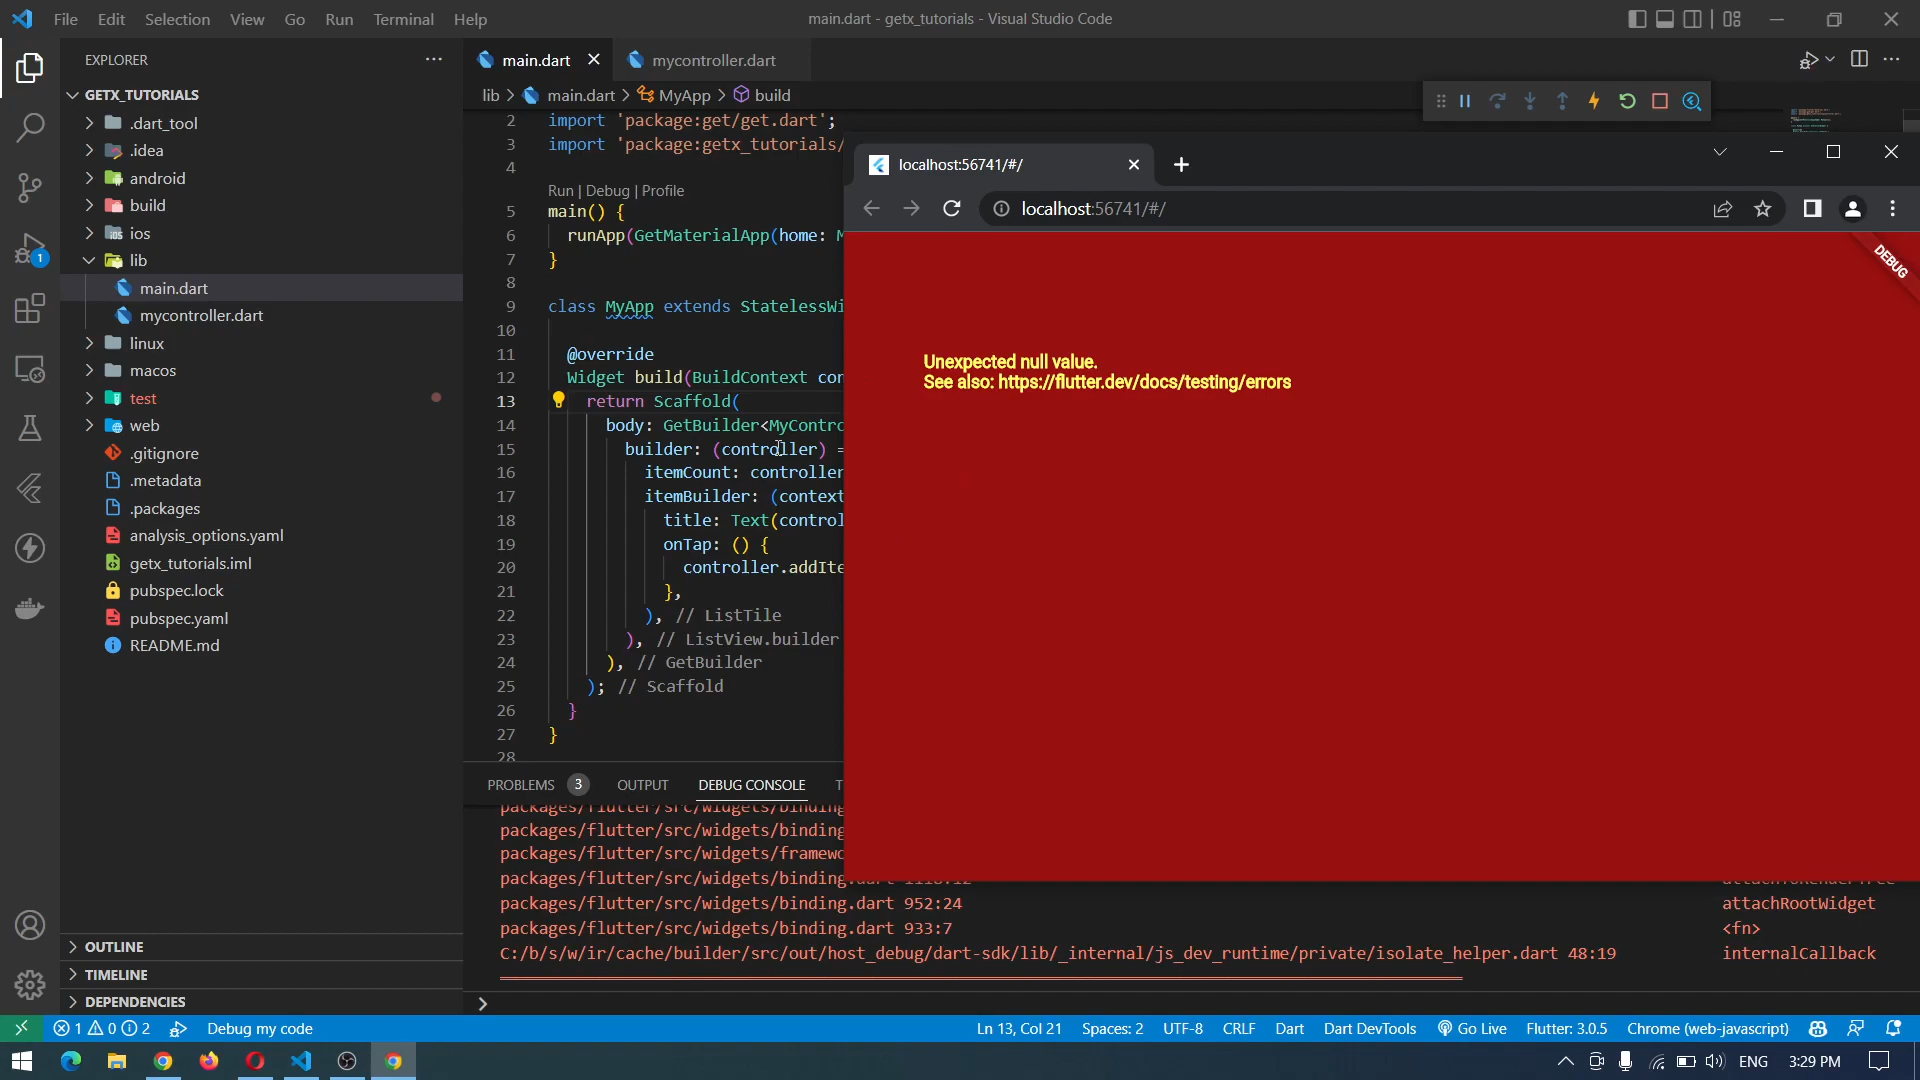 File Edit Selection View Go Run Terminal Help
main.dart - getx_tutorials - Visual Studio Code
EXPLORER
GETX_TUTORIALS
.dart_tool
.idea
android
build
ios
lib
main.dart
mycontroller.dart
linux
macos
test
web
.gitignore
.metadata
.packages
analysis_options.yaml
getx_tutorials.iml
pubspec.lock
pubspec.yaml
README.md
OUTLINE
TIMELINE
DEPENDENCIES
1
main.dart mycontroller.dart
lib > main.dart > MyApp > build
2 import 'package:get/get.dart';
3 import 'package:getx_tutorials/
4
Run | Debug | Profile
5 main() {
6 runApp(GetMaterialApp(home: M
7 }
8
9 class MyApp extends StatelessWi
10
11 @override
12 Widget build(BuildContext con
13 return Scaffold(
14 body: GetBuilder<MyContro
15 builder: (controller) =
16 itemCount: controller
17 itemBuilder: (context
18 title: Text(control
19 onTap: () {
20 controller.addIte
21 },
22 ), // ListTile
23 ), // ListView.builder
24 ), // GetBuilder
25 ); // Scaffold
26 }
27 }
28
localhost:56741/#/
localhost:56741/#/
DEBUG
Unexpected null value.
See also: https://flutter.dev/docs/testing/errors
PROBLEMS 3 OUTPUT DEBUG CONSOLE T
packages/flutter/src/widgets/binding
packages/flutter/src/widgets/binding
packages/flutter/src/widgets/framewo
packages/flutter/src/widgets/binding.dart
packages/flutter/src/widgets/binding.dart 952:24 attachRootWidget
packages/flutter/src/widgets/binding.dart 933:7 <fn>
C:/b/s/w/ir/cache/builder/src/out/host_debug/dart-sdk/lib/_internal/js_dev_runtime/private/isolate_helper.dart 48:19 internalCallback
1 0 2 Debug my code
Ln 13, Col 21 Spaces: 2 UTF-8 CRLF Dart Dart DevTools Go Live Flutter: 3.0.5 Chrome (web-javascript)
ENG 3:29 PM